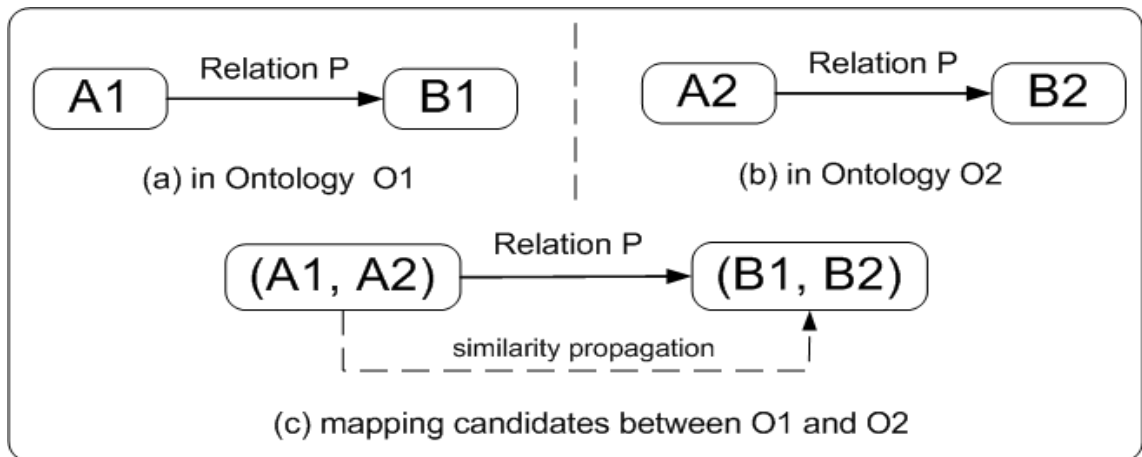 Relation P
A1
B1
(a) in Ontology O1
Relation P
A2
B2
(b) in Ontology O2
Relation P
(A1, A2)
(B1, B2)
similarity propagation
(c) mapping candidates between O1 and O2